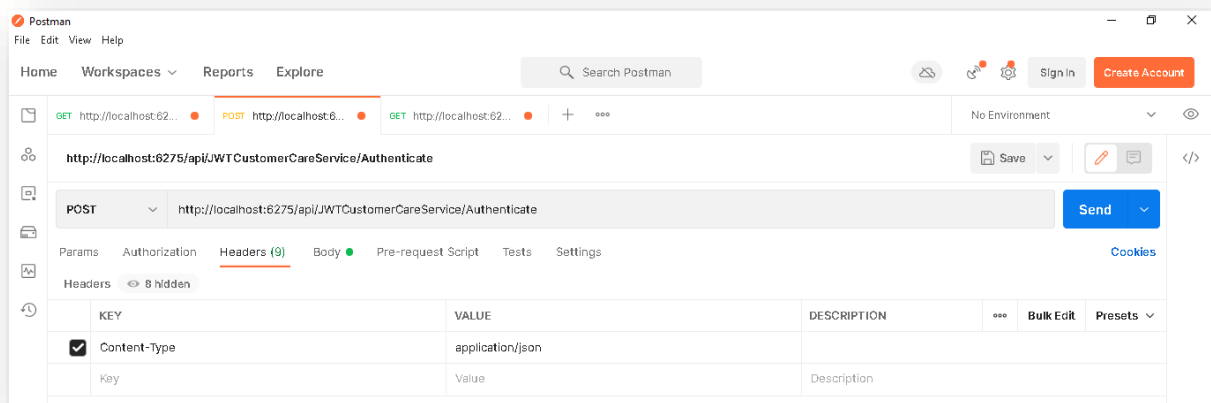 Postman
File Edit View Help
Home Workspaces Reports Explore Search Postman Sign In Create Account
GET http://localhost:62... POST http://localhost:6... GET http://localhost:62... No Environment
http://localhost:6275/api/JWTCustomerCareService/Authenticate Save
POST http://localhost:6275/api/JWTCustomerCareService/Authenticate Send
Params Authorization Headers (9) Body Pre-request Script Tests Settings Cookies
Headers 8 hidden
KEY VALUE DESCRIPTION Bulk Edit Presets
Content-Type application/json
Key Value Description